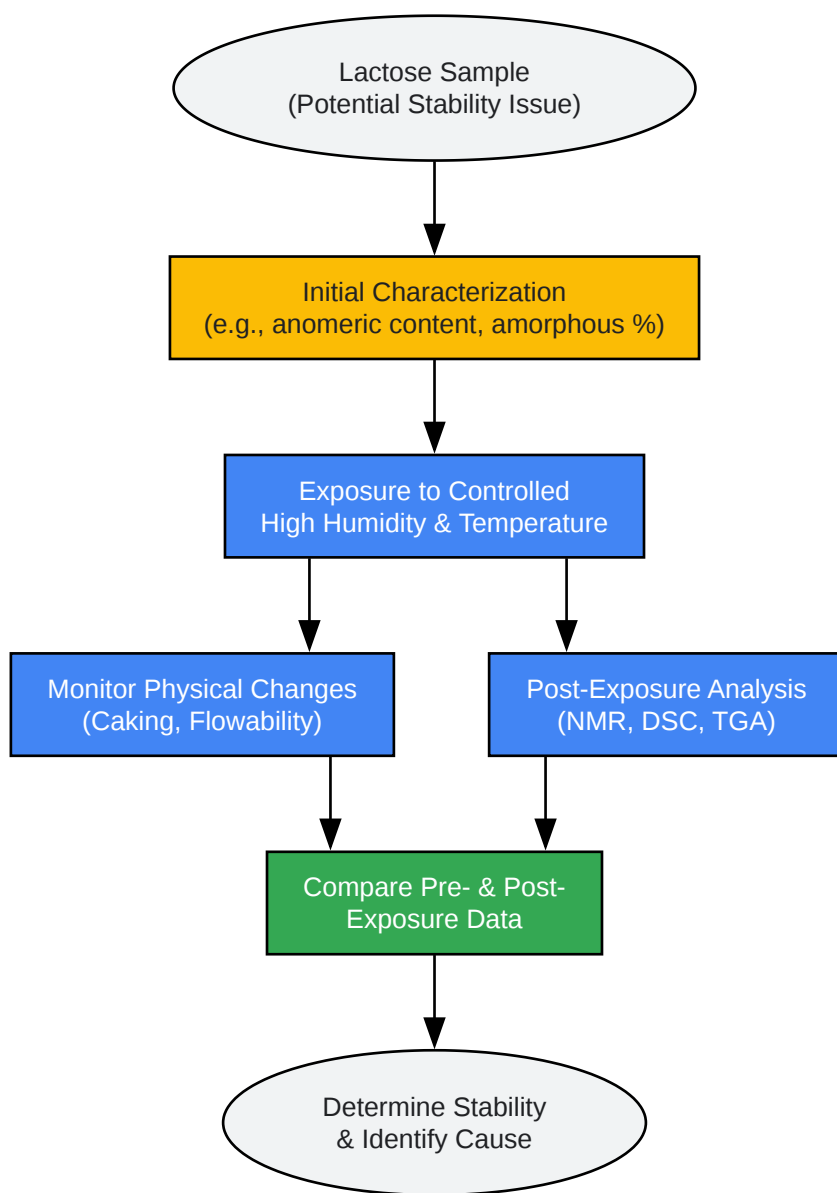 Lactose Sample
(Potential Stability Issue)
Initial Characterization
(e.g., anomeric content, amorphous %)
Exposure to Controlled
High Humidity & Temperature
Monitor Physical Changes
(Caking, Flowability)
Post-Exposure Analysis
(NMR, DSC, TGA)
Compare Pre- & Post-
Exposure Data
Determine Stability
& Identify Cause